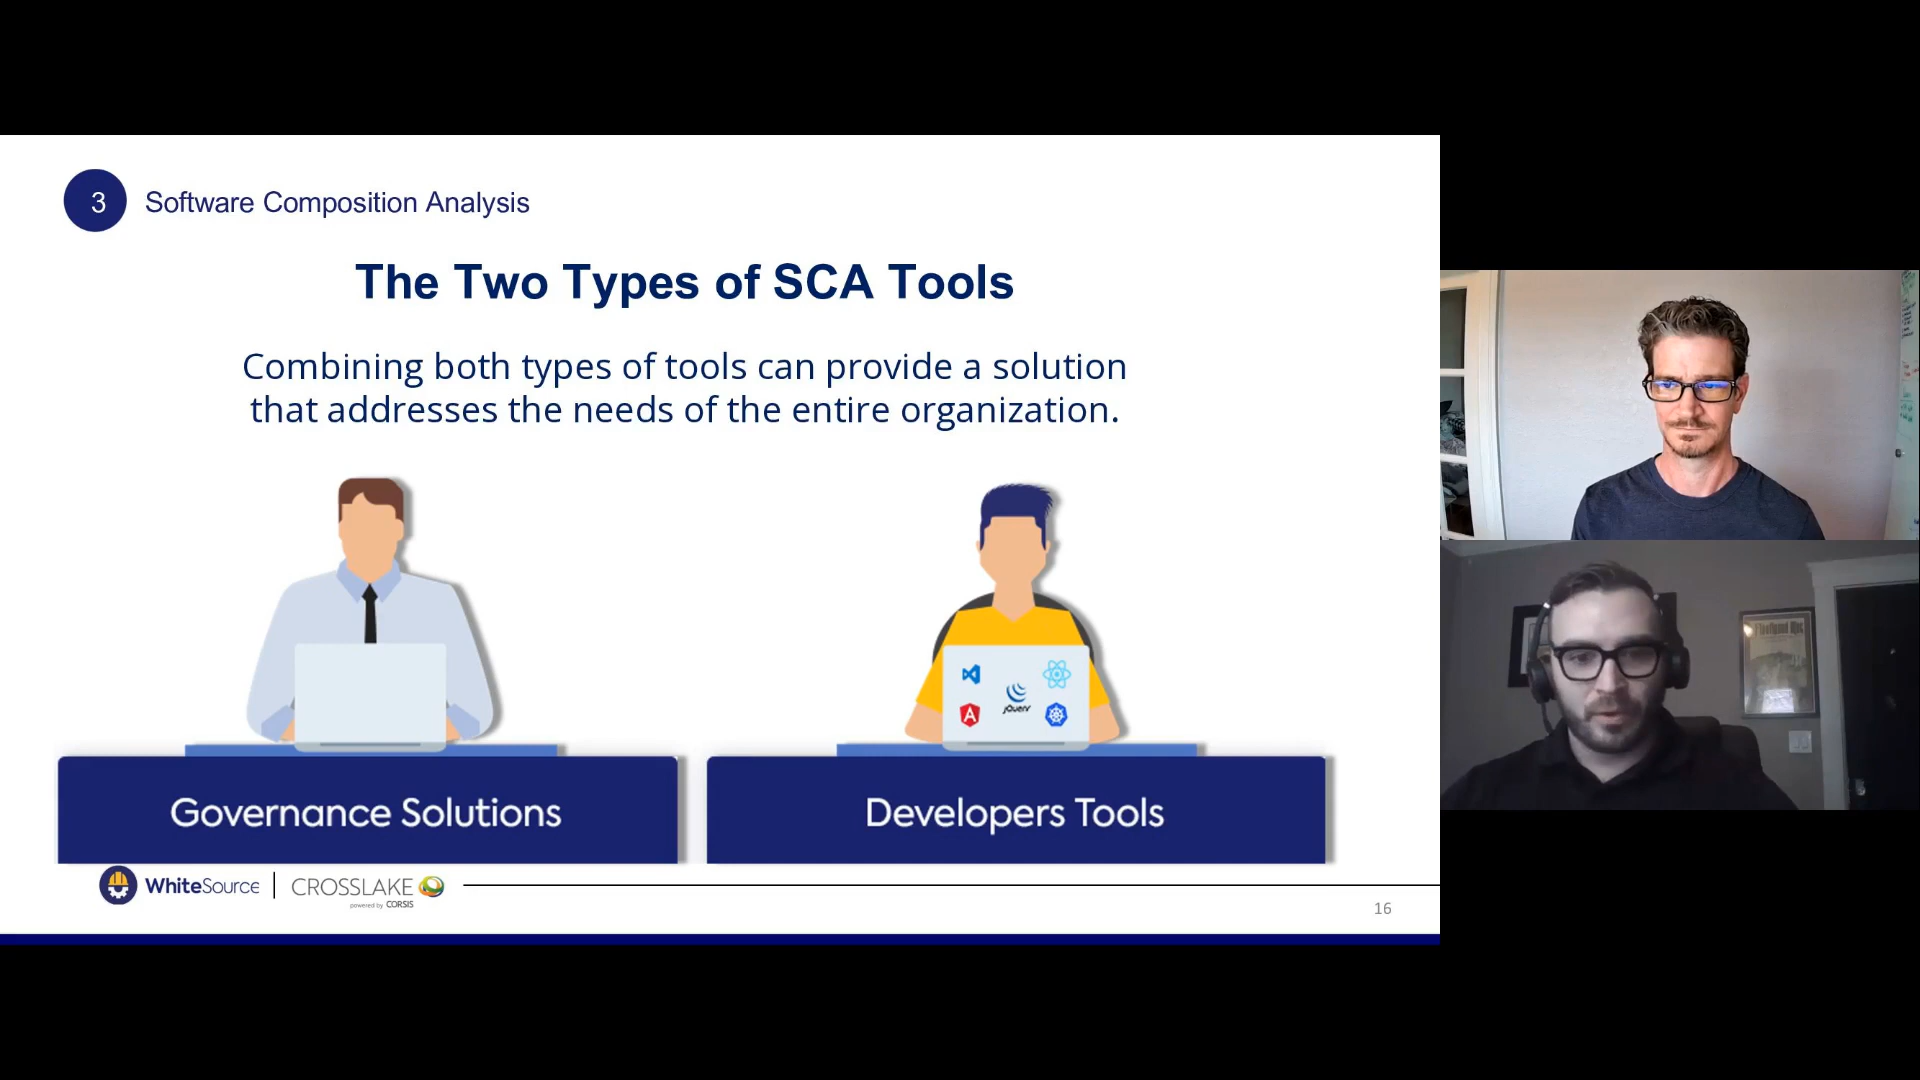 3
Software Composition Analysis
The Two Types of SCA Tools
Combining both types of tools can provide a solution
that addresses the needs of the entire organization.
A
jQuery
Governance Solutions
Developers Tools
WhiteSource
CROSSLAKE
powered by CORSIS
16